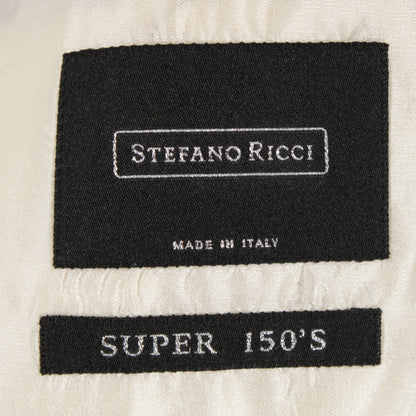 STEFANO RICCI
MADE IN ITALY
SUPER 150'S